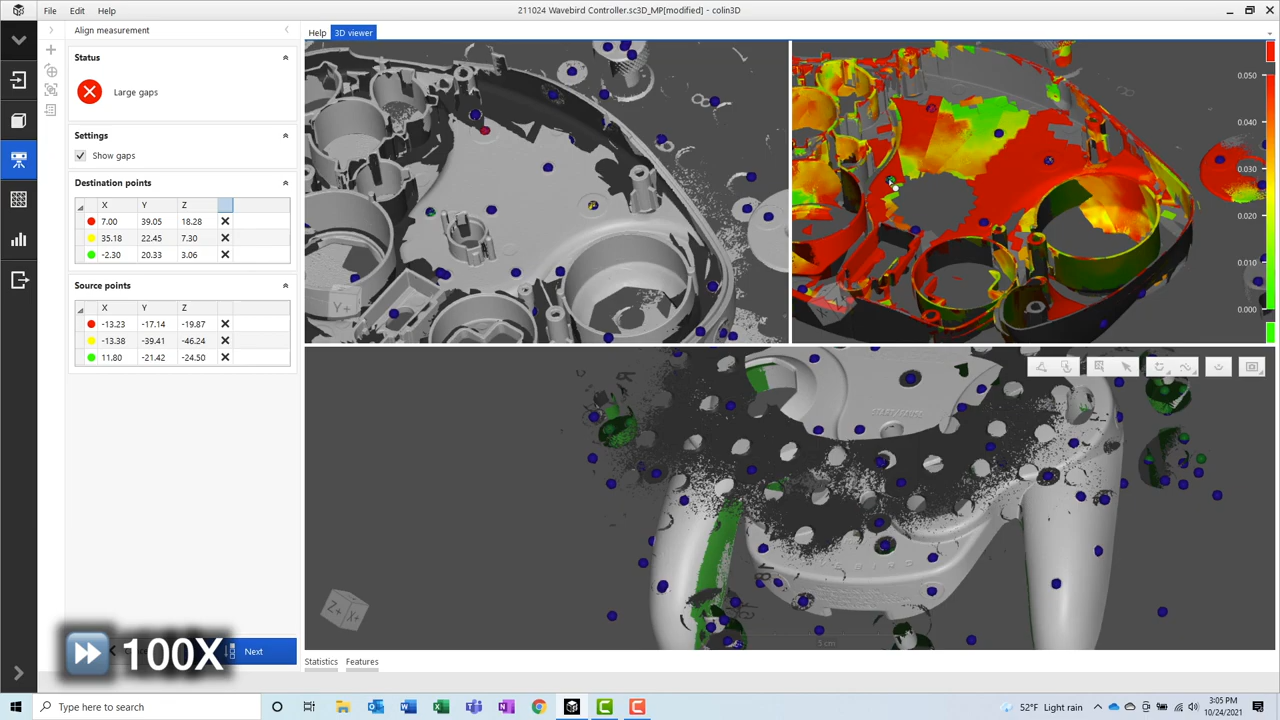 File Edit Help
211024 Wavebird Controller.sc3D_MP[modified] - colin3D
Align measurement
Help 3D viewer
Status
Large gaps
Settings
Show gaps
Destination points
X Y Z
7.00 39.05 18.28
35.18 22.45 7.30
-2.30 20.33 3.06
Source points
X Y Z
-13.23 -17.14 -19.87
-13.38 -39.41 -46.24
11.80 -21.42 -24.50
0.050
0.040
0.030
0.020
0.010
0.000
Y+
START/PAUSE
Z+ X+
5 cm
100X
Next
Statistics Features
Type here to search
52°F Light rain
3:05 PM
10/24/2021